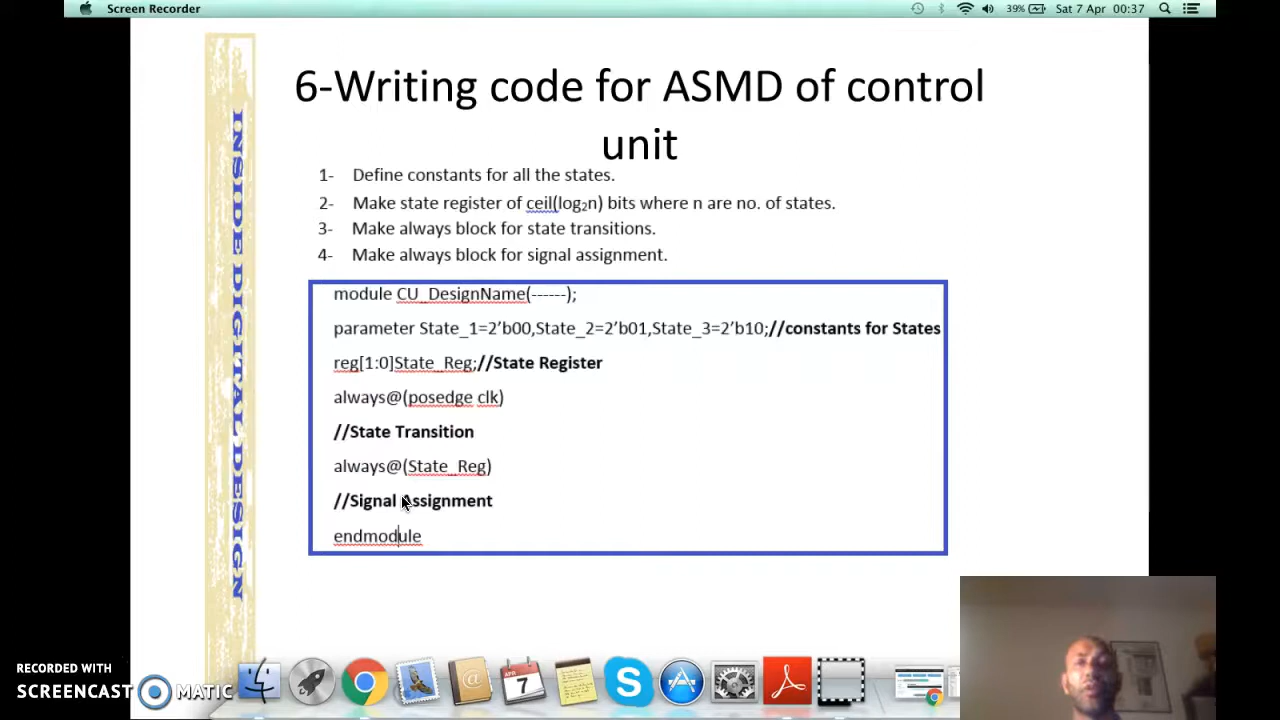 Screen Recorder
39%
Sat 7 Apr 00:37
6-Writing code for ASMD of control
unit
INSIDE DIGITAL DESIGN
1- Define constants for all the states.
2- Make state register of ceil(log₂n) bits where n are no. of states.
3- Make always block for state transitions.
4- Make always block for signal assignment.
module CU_DesignName(------);
parameter State_1=2’b00,State_2=2’b01,State_3=2’b10;//constants for States
reg[1:0]State_Reg;//State Register
always@(posedge clk)
//State Transition
always@(State_Reg)
//Signal Assignment
endmodule
RECORDED WITH
SCREENCAST MATIC
APR
7